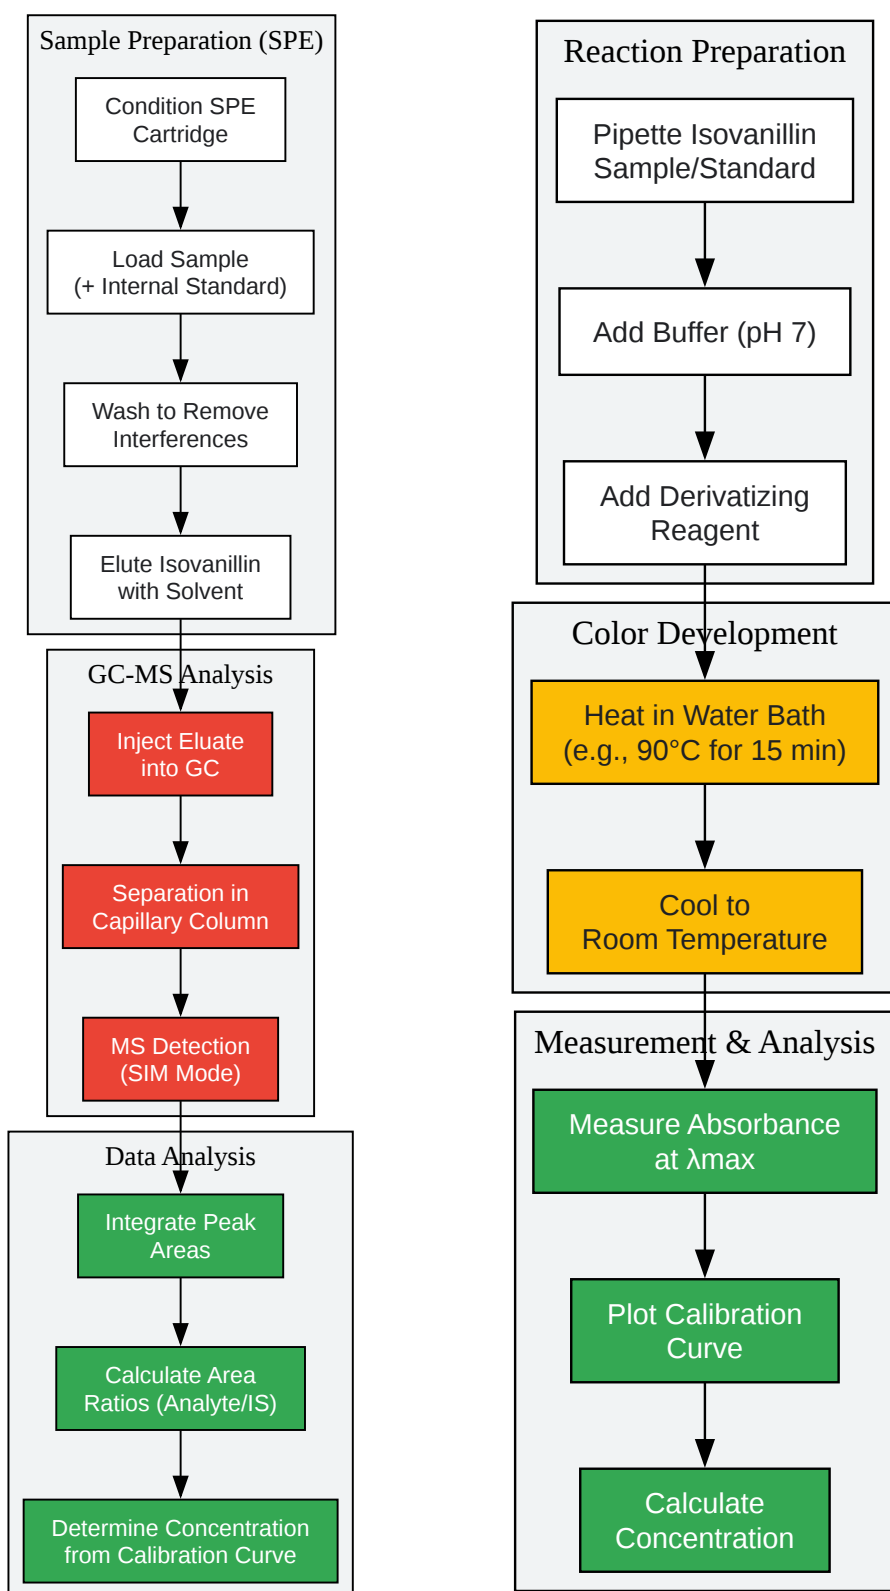 Sample Preparation (SPE)
Condition SPE
Cartridge
Load Sample
(+ Internal Standard)
Wash to Remove
Interferences
Elute Isovanillin
with Solvent
GC-MS Analysis
Inject Eluate
into GC
Separation in
Capillary Column
MS Detection
(SIM Mode)
Data Analysis
Integrate Peak
Areas
Calculate Area
Ratios (Analyte/IS)
Determine Concentration
from Calibration Curve
Reaction Preparation
Pipette Isovanillin
Sample/Standard
Add Buffer (pH 7)
Add Derivatizing
Reagent
Color Development
Heat in Water Bath
(e.g., 90°C for 15 min)
Cool to
Room Temperature
Measurement & Analysis
Measure Absorbance
at λmax
Plot Calibration
Curve
Calculate
Concentration